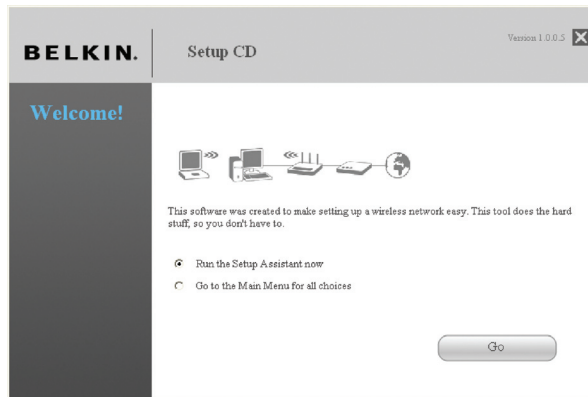 BELKIN.
Setup CD
Version 1.0.0.5
Welcome!
This software was created to make setting up a wireless network easy. This tool does the hard
stuff, so you don't have to.
Run the Setup Assistant now
Go to the Main Menu for all choices
Go